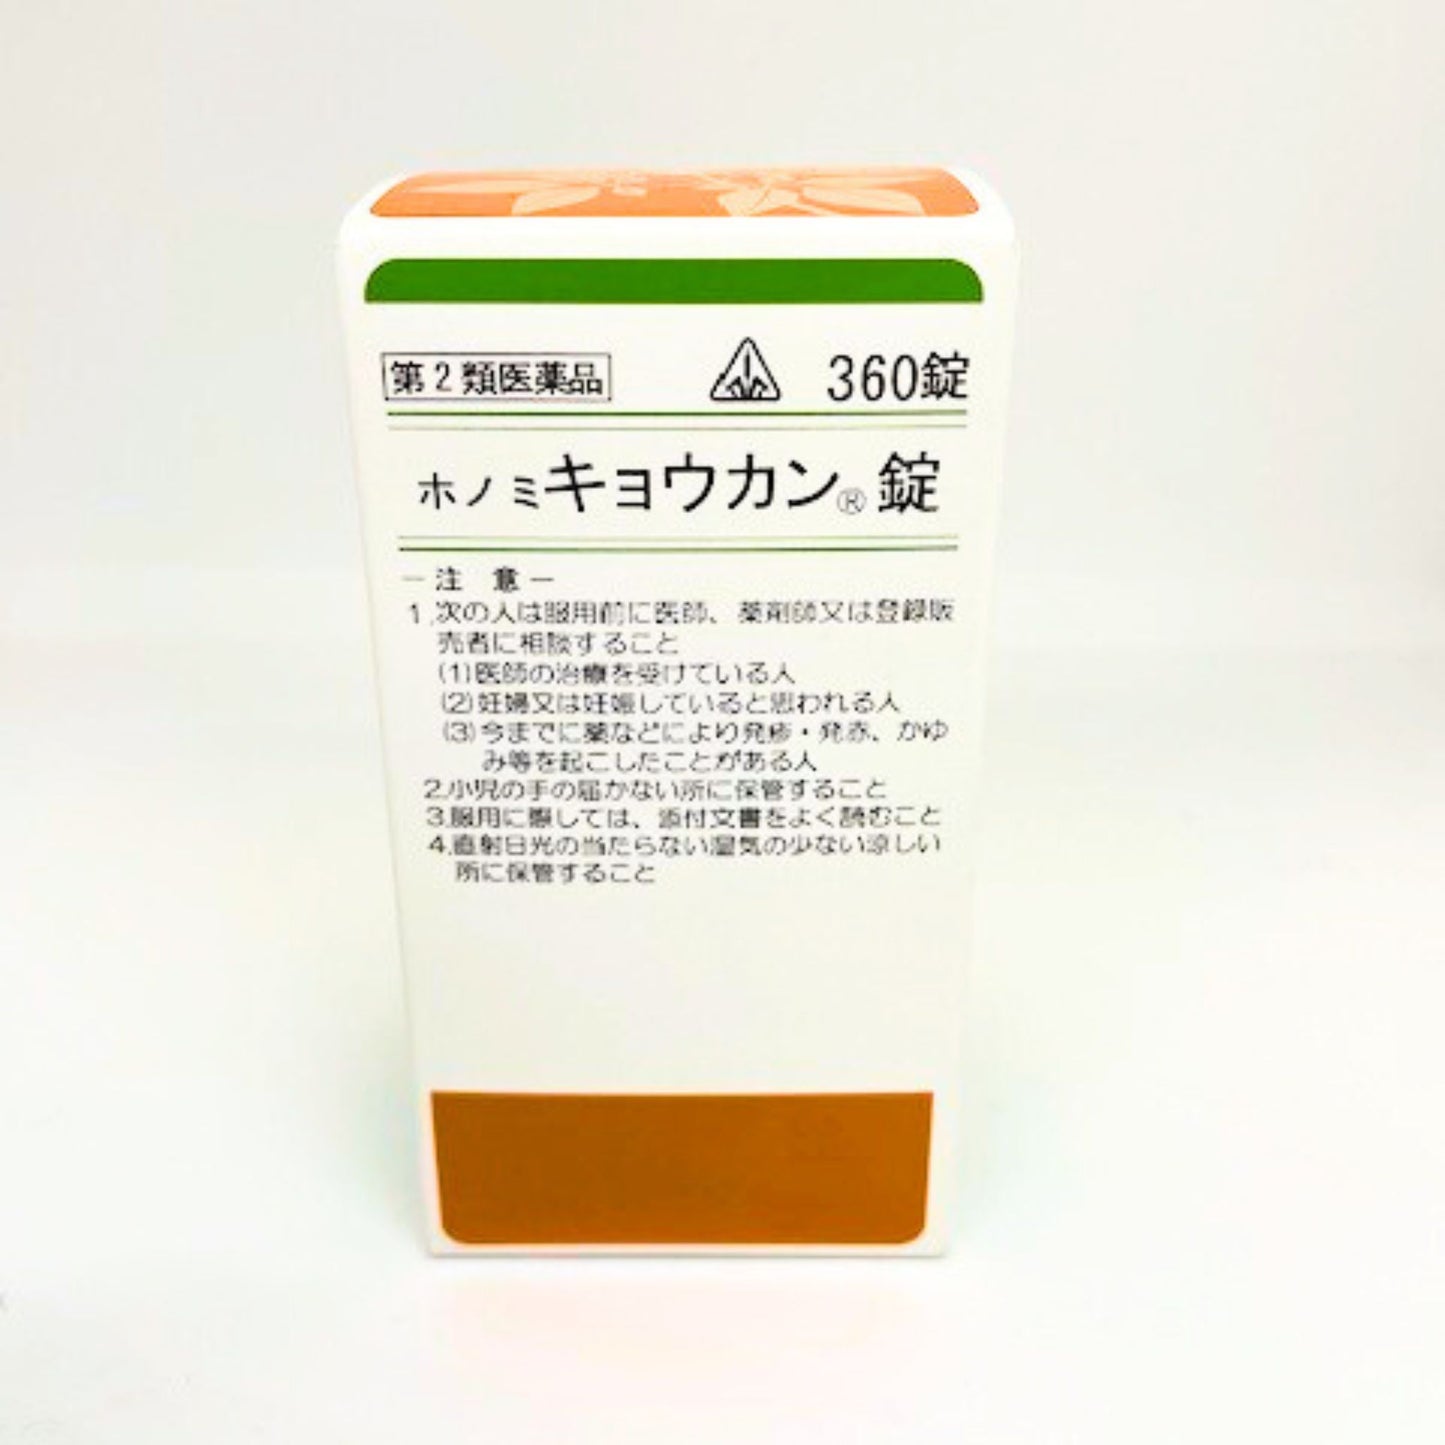 第2類医薬品 360錠
ホノミキョウカン®錠
－注 意－
1.次の人は服用前に医師、薬剤師又は登録販
売者に相談すること
(1)医師の治療を受けている人
(2)妊婦又は妊娠していると思われる人
(3)今までに薬などにより発疹・発赤、かゆ
み等を起こしたことがある人
2.小児の手の届かない所に保管すること
3.服用に際しては、添付文書をよく読むこと
4.直射日光の当たらない湿気の少ない涼しい
所に保管すること